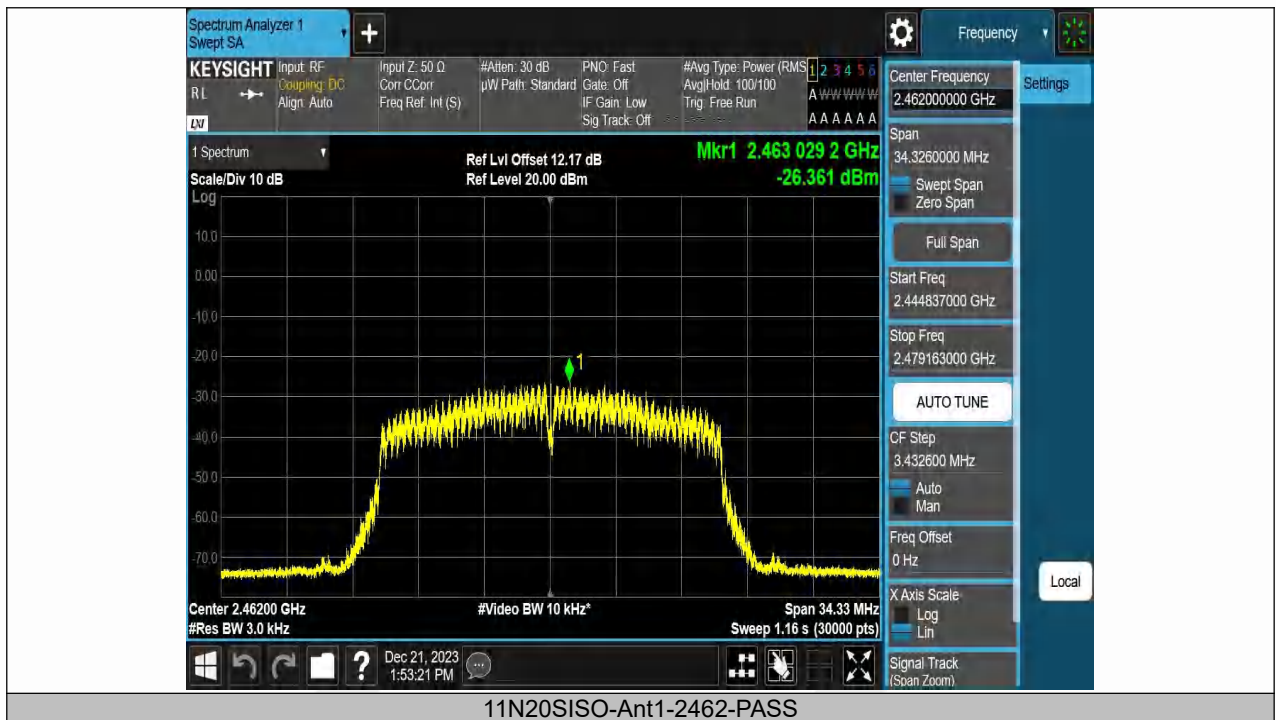 Spectrum Analyzer 1
Swept SA
+
Frequency
KEYSIGHT
RL
LXI
Input: RF
Coupling: DC
Align: Auto
Input Z: 50 Ω
Corr CCorr
Freq Ref: Int (S)
#Atten: 30 dB
µW Path: Standard
PNO: Fast
Gate: Off
IF Gain: Low
Sig Track: Off
#Avg Type: Power (RMS
Avg|Hold: 100/100
Trig: Free Run
1 2 3 4 5 6
A W W W W W
A A A A A A
1 Spectrum
Scale/Div 10 dB
Log
Ref Lvl Offset 12.17 dB
Ref Level 20.00 dBm
Mkr1 2.463 029 2 GHz
-26.361 dBm
10.0
0.00
-10.0
-20.0
-30.0
-40.0
-50.0
-60.0
-70.0
1
Center 2.46200 GHz
#Res BW 3.0 kHz
#Video BW 10 kHz*
Span 34.33 MHz
Sweep 1.16 s (30000 pts)
Center Frequency
2.462000000 GHz
Settings
Span
34.3260000 MHz
Swept Span
Zero Span
Full Span
Start Freq
2.444837000 GHz
Stop Freq
2.479163000 GHz
AUTO TUNE
CF Step
3.432600 MHz
Auto
Man
Freq Offset
0 Hz
X Axis Scale
Log
Lin
Local
Signal Track
(Span Zoom)
?
Dec 21, 2023
1:53:21 PM
11N20SISO-Ant1-2462-PASS